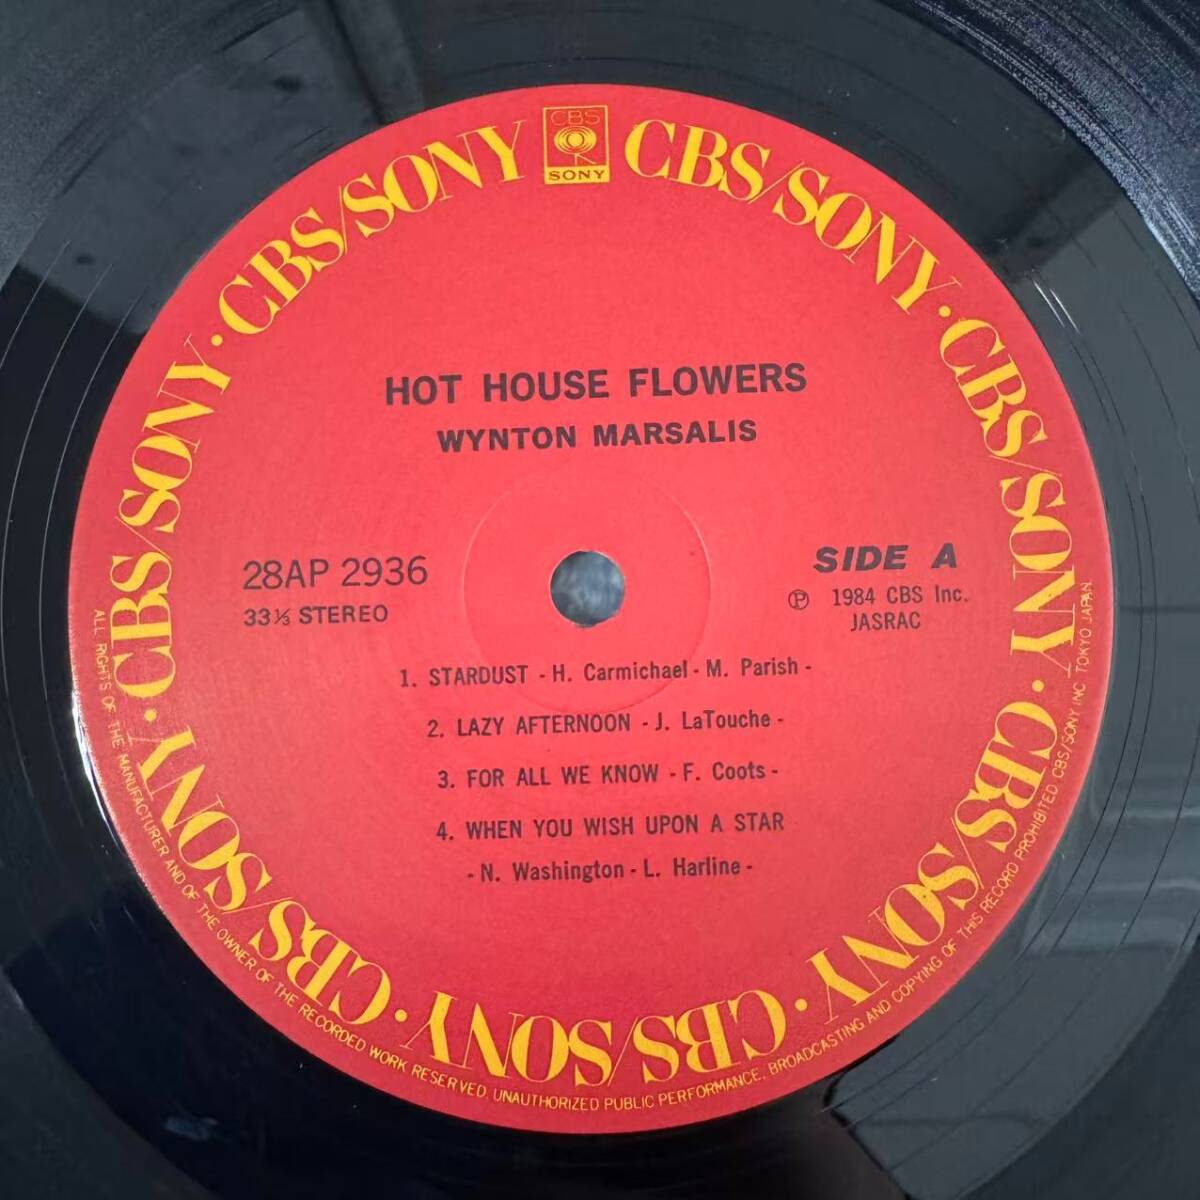 CBS
SONY
CBS/SONY · CBS/SONY · CBS/SONY · CBS/SONY · CBS/SONY · CBS/SONY · CBS/SONY · CBS/SONY · CBS/SONY
HOT HOUSE FLOWERS
WYNTON MARSALIS
28AP 2936
33⅓ STEREO
SIDE A
Ⓟ 1984 CBS Inc.
JASRAC
1. STARDUST - H. Carmichael - M. Parish -
2. LAZY AFTERNOON - J. LaTouche -
3. FOR ALL WE KNOW - F. Coots -
4. WHEN YOU WISH UPON A STAR
- N. Washington - L. Harline -
ALL RIGHTS OF THE MANUFACTURER AND OF THE OWNER OF THE RECORDED WORK RESERVED. UNAUTHORIZED PUBLIC PERFORMANCE, BROADCASTING AND COPYING OF THIS RECORD PROHIBITED CBS/SONY INC TOKYO JAPAN